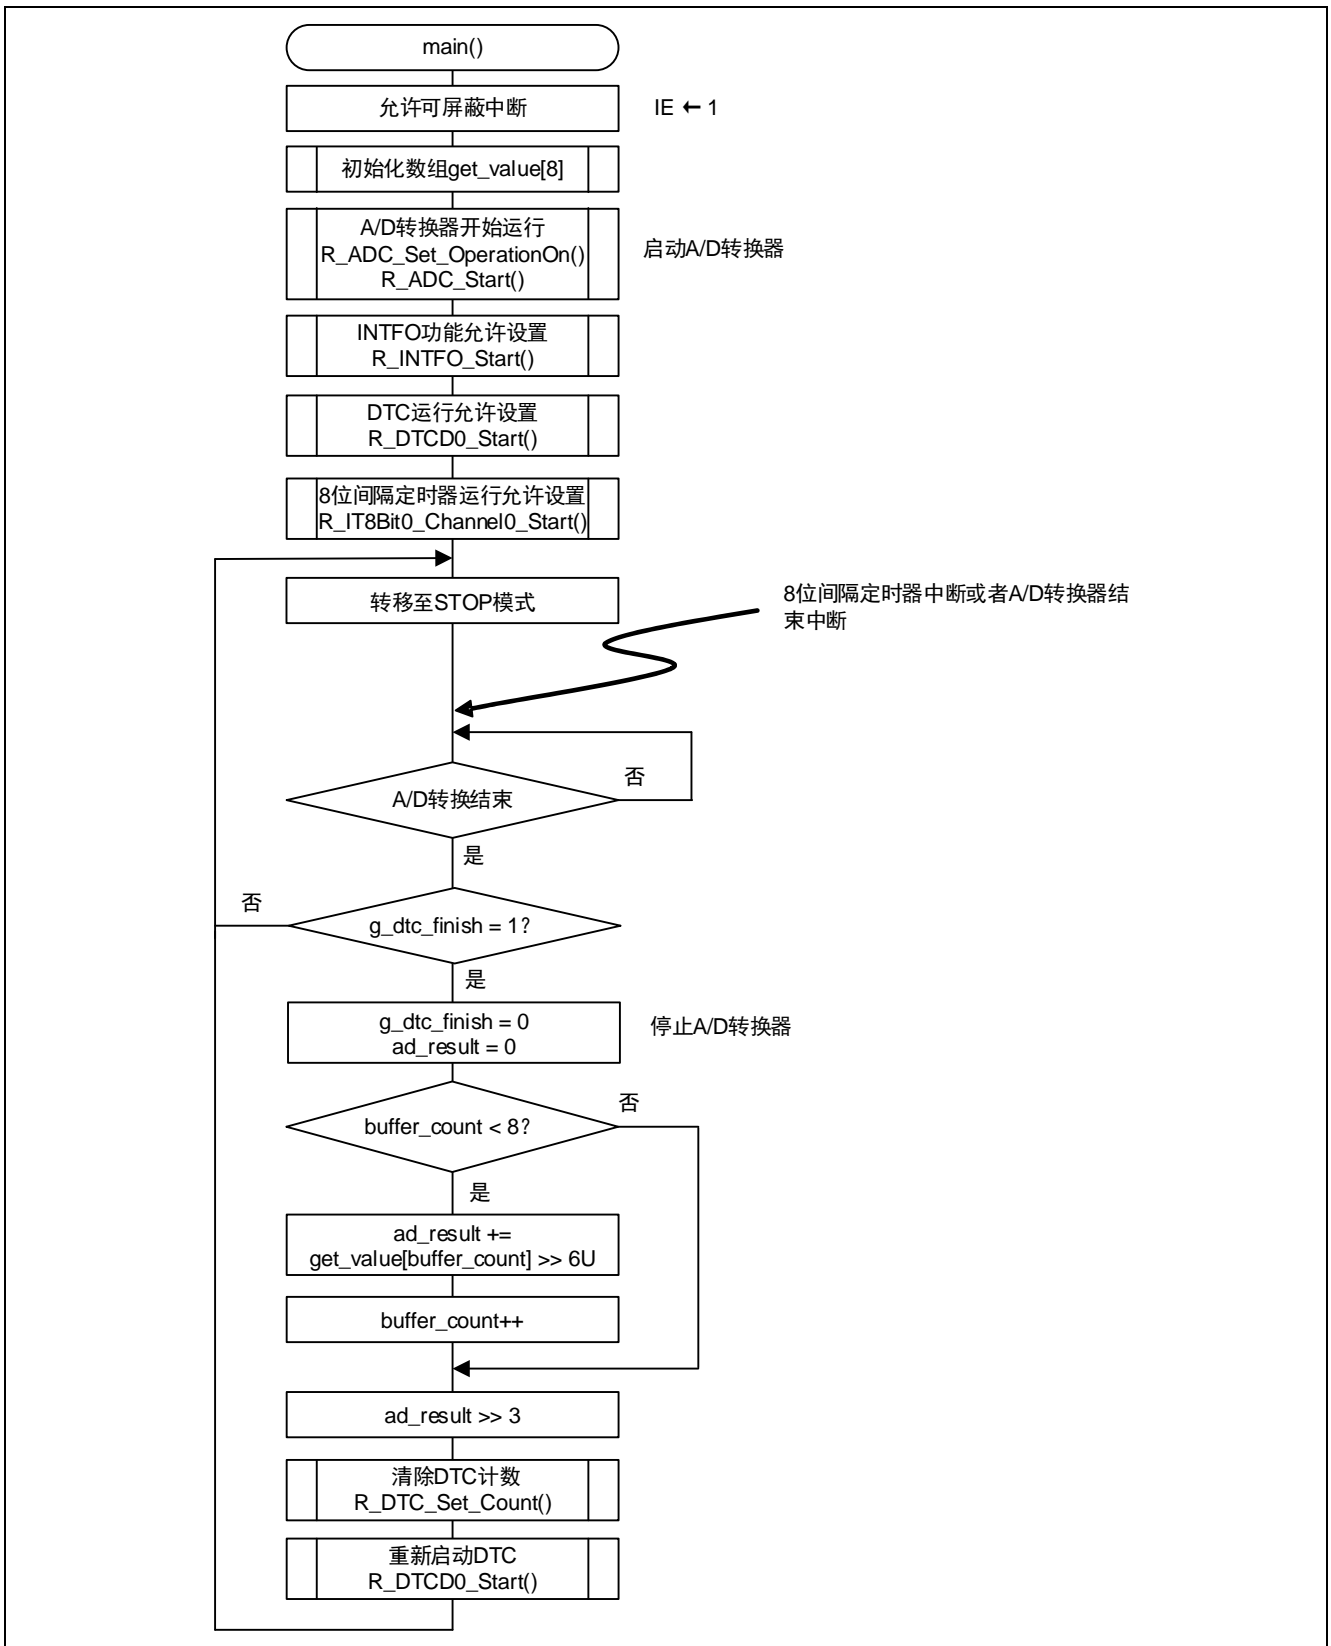 main()
允许可屏蔽中断
IE ← 1
初始化数组get_value[8]
A/D转换器开始运行
R_ADC_Set_OperationOn()
R_ADC_Start()
启动A/D转换器
INTFO功能允许设置
R_INTFO_Start()
DTC运行允许设置
R_DTCD0_Start()
8位间隔定时器运行允许设置
R_IT8Bit0_Channel0_Start()
转移至STOP模式
8位间隔定时器中断或者A/D转换器结
束中断
否
A/D转换结束
是
否
g_dtc_finish = 1?
是
g_dtc_finish = 0
ad_result = 0
停止A/D转换器
否
buffer_count < 8?
是
ad_result +=
get_value[buffer_count] >> 6U
buffer_count++
ad_result >> 3
清除DTC计数
R_DTC_Set_Count()
重新启动DTC
R_DTCD0_Start()